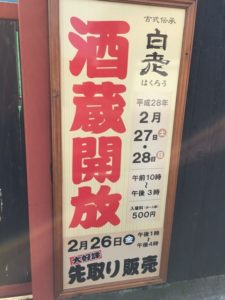 古式伝承
白老
はくろう
酒蔵開放
平成28年
2月
27日㊏
・
28日㊐
午前10時
〜
午後3時
500円
2月26日㊎
午後1時
〜
午後4時
大好評
先取り販売